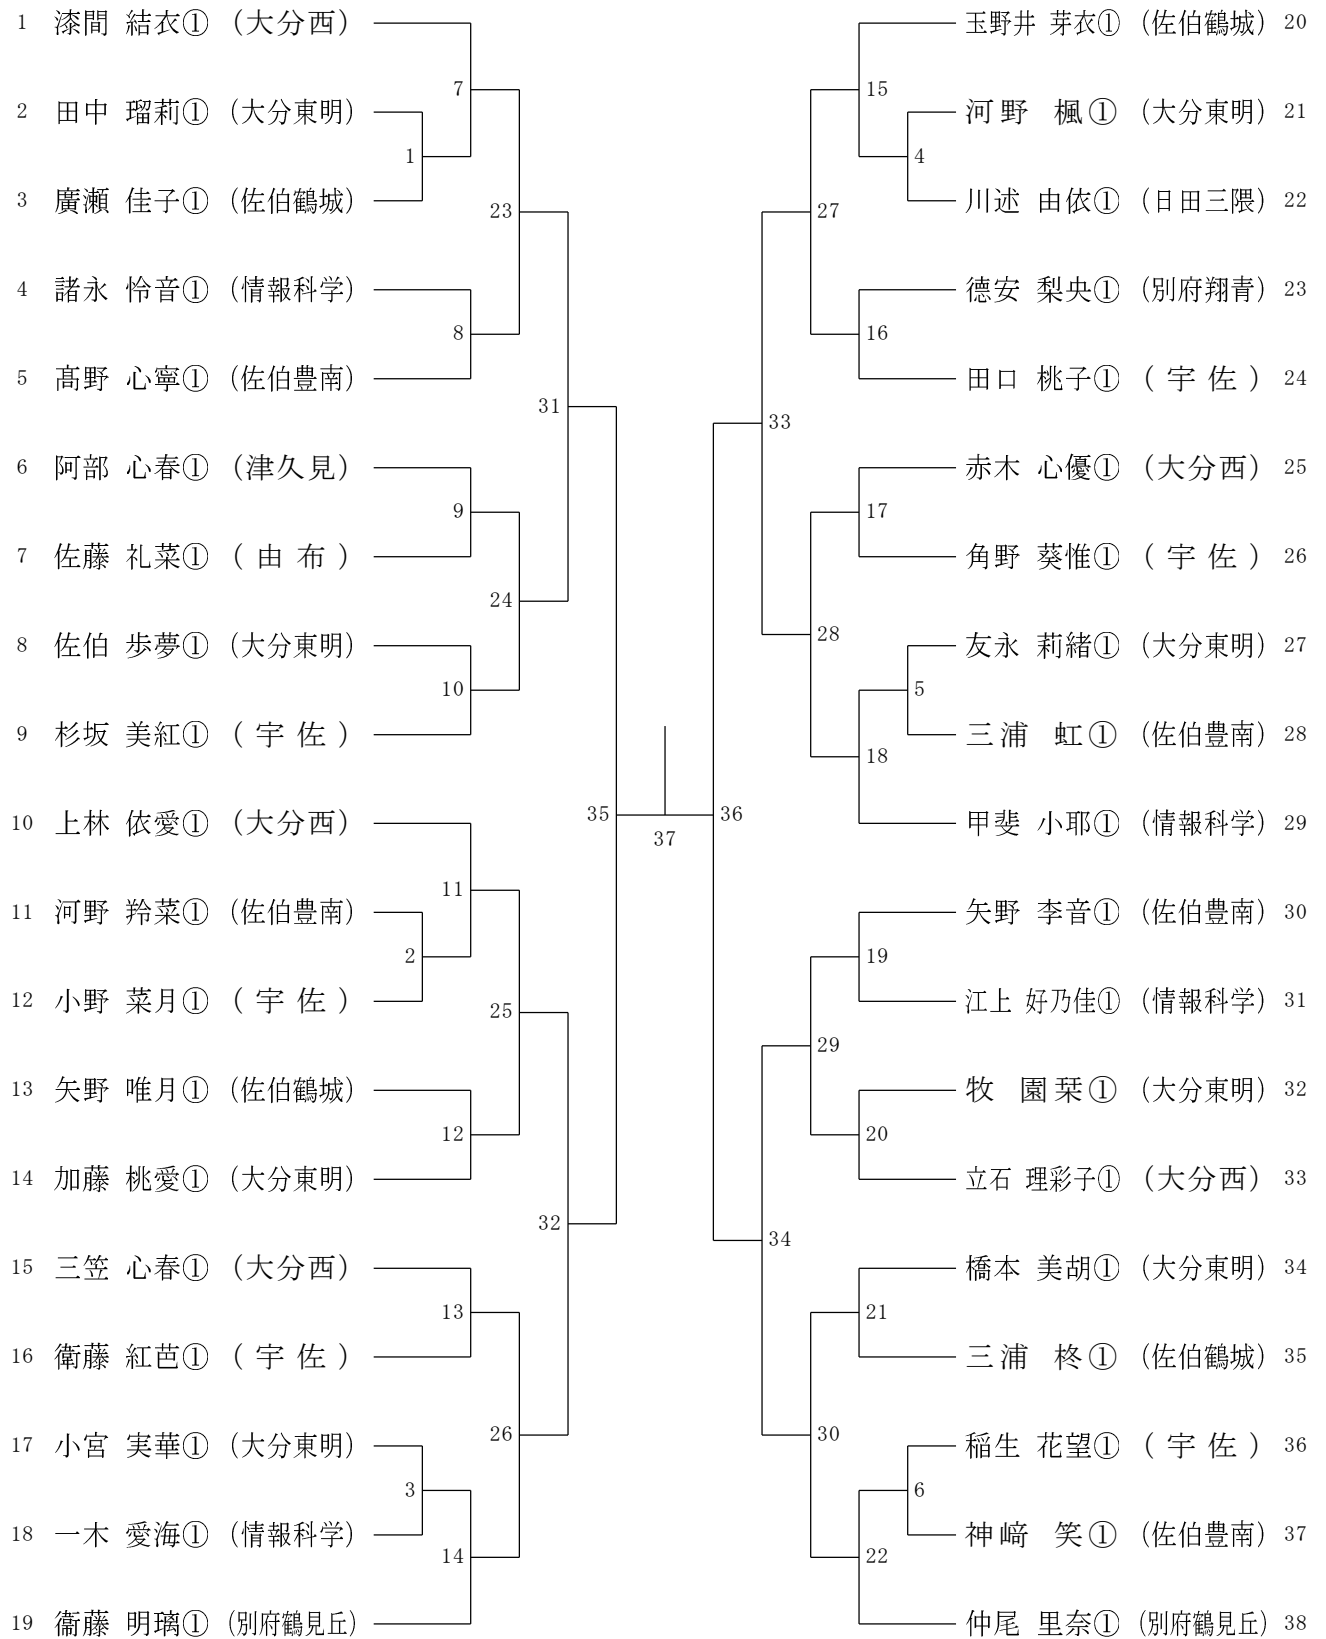 1 漆間 結衣① (大分西)
2 田中 瑠莉① (大分東明)
3 廣瀬 佳子① (佐伯鶴城)
4 諸永 怜音① (情報科学)
5 髙野 心寧① (佐伯豊南)
6 阿部 心春① (津久見)
7 佐藤 礼菜① (由布)
8 佐伯 歩夢① (大分東明)
9 杉坂 美紅① (宇佐)
10 上林 依愛① (大分西)
11 河野 羚菜① (佐伯豊南)
12 小野 菜月① (宇佐)
13 矢野 唯月① (佐伯鶴城)
14 加藤 桃愛① (大分東明)
15 三笠 心春① (大分西)
16 衛藤 紅芭① (宇佐)
17 小宮 実華① (大分東明)
18 一木 愛海① (情報科学)
19 衞藤 明璃① (別府鶴見丘)
1
2
3
7
8
9
10
11
12
13
14
23
24
25
26
31
32
35
37
36
33
34
27
28
29
30
15
16
17
18
19
20
21
22
4
5
6
玉野井 芽衣① (佐伯鶴城) 20
河野 楓① (大分東明) 21
川述 由依① (日田三隈) 22
德安 梨央① (別府翔青) 23
田口 桃子① (宇佐) 24
赤木 心優① (大分西) 25
角野 葵惟① (宇佐) 26
友永 莉緒① (大分東明) 27
三浦 虹① (佐伯豊南) 28
甲斐 小耶① (情報科学) 29
矢野 李音① (佐伯豊南) 30
江上 好乃佳① (情報科学) 31
牧 園栞① (大分東明) 32
立石 理彩子① (大分西) 33
橋本 美胡① (大分東明) 34
三浦 柊① (佐伯鶴城) 35
稲生 花望① (宇佐) 36
神﨑 笑① (佐伯豊南) 37
仲尾 里奈① (別府鶴見丘) 38